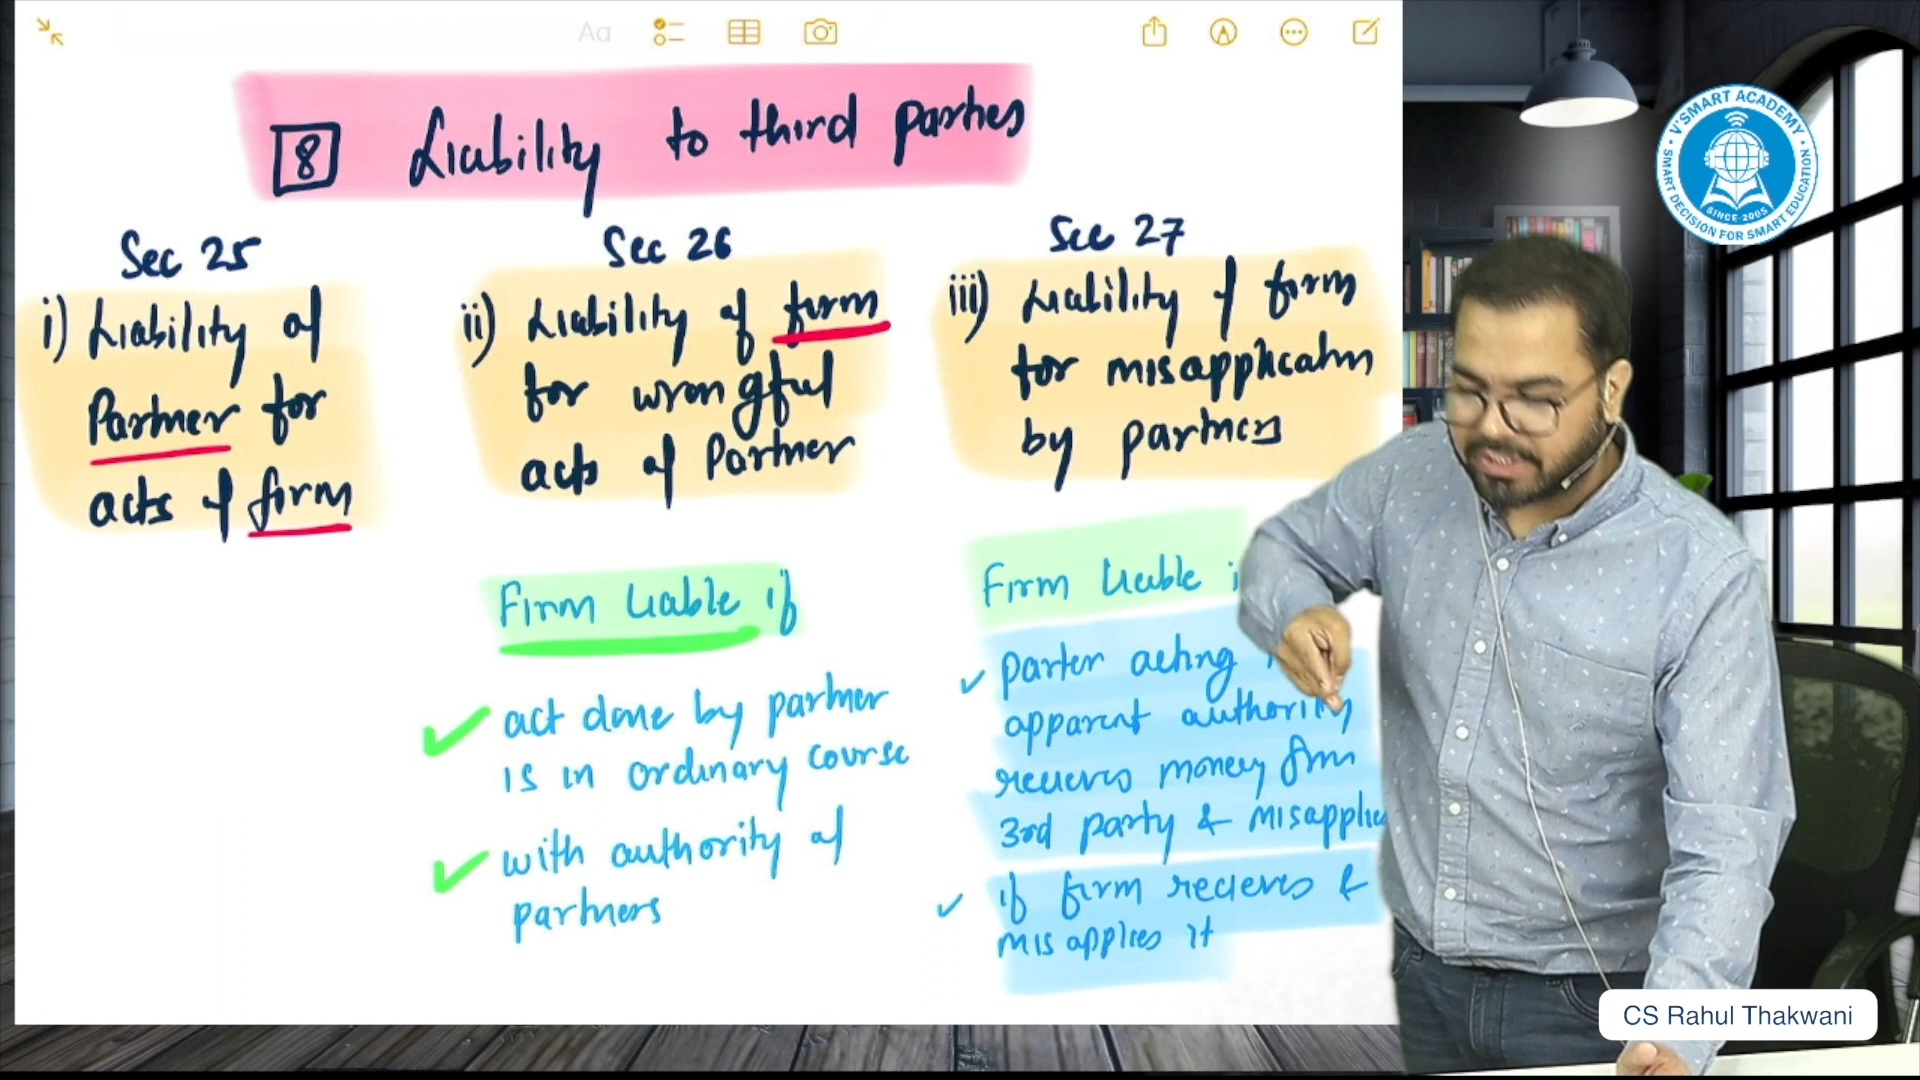 Aa
8 Liability to third parties
Sec 25
i) Liability of
Partner for
acts of firm
Sec 26
ii) Liability of firm
for wrongful
acts of Partner
Firm liable if
act done by partner
is in ordinary course
with authority of
partners
Sec 27
iii) Liability of firm
for misapplication
by partners
Firm liable i
parter acting
apparent authority
recieves money from
3rd party & misapplie
if firm recieves &
misapplies it
V'SMART ACADEMY
SMART DECISION FOR SMART EDUCATION
SINCE-2005
CS Rahul Thakwani